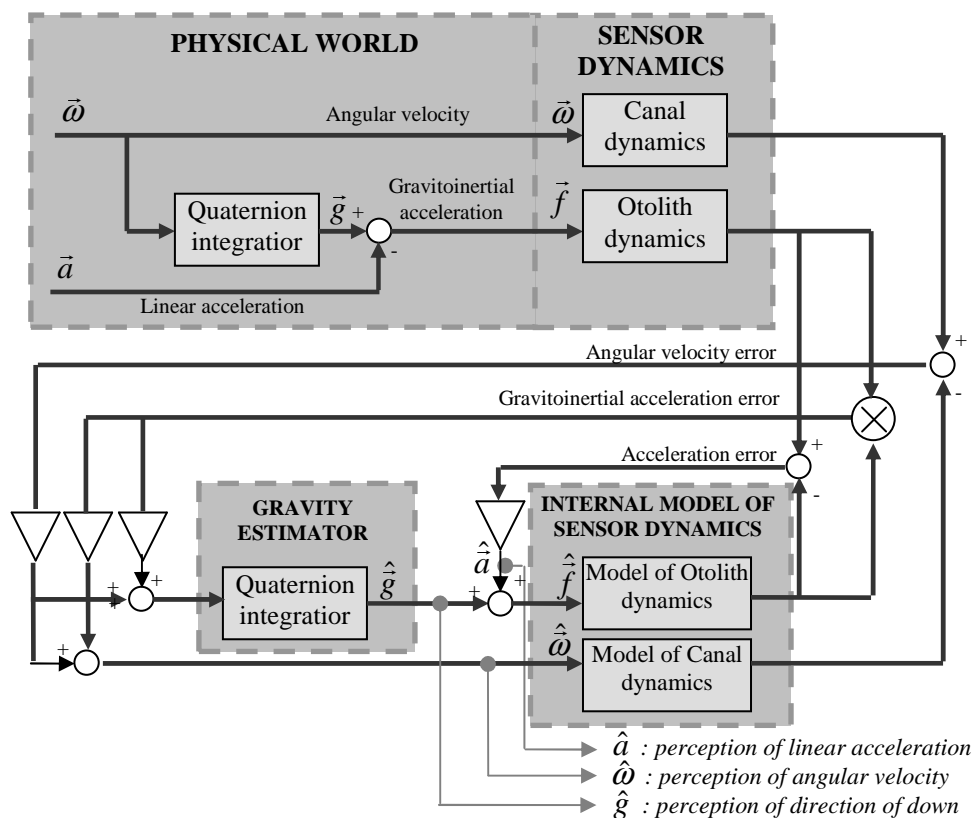 PHYSICAL WORLD
SENSOR
DYNAMICS
ω⃗
Angular velocity
ω⃗
Canal
dynamics
Quaternion
integratior
g⃗ +
-
Gravitoinertial
acceleration
f⃗
Otolith
dynamics
a⃗
Linear acceleration
Angular velocity error
+
-
Gravitoinertial acceleration error
Acceleration error
+
-
GRAVITY
ESTIMATOR
INTERNAL MODEL OF
SENSOR DYNAMICS
+
+
+
Quaternion
integratior
g⃗̂
a⃗̂
+
+
f⃗̂
Model of Otolith
dynamics
+
ω⃗̂
Model of Canal
dynamics
â : perception of linear acceleration
ω̂ : perception of angular velocity
ĝ : perception of direction of down